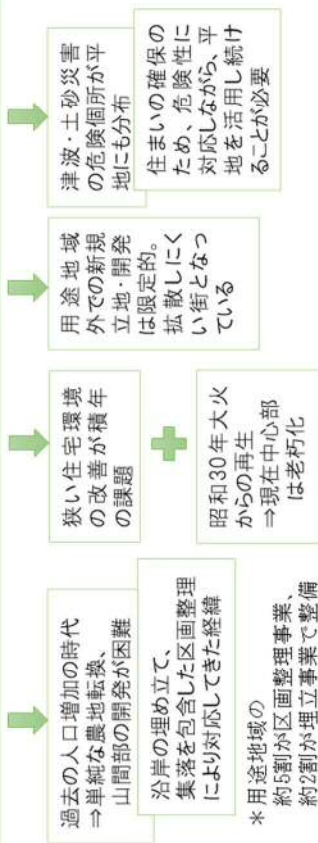 過去の人口増加の時代
⇒単純な農地転換、
山間部の開発が困難
沿岸の埋め立て、
集落を包含した区画整理
により対応してきた経緯
＊用途地域の
約5割が区画整理事業、
約2割が埋立事業で整備
狭い住宅環境
の改善が積年
の課題
昭和30年大火
からの再生
⇒現在中心部
は老朽化
用途地域
外での新規
立地・開発
は限定的。
拡散しにく
い街となっ
ている
津波・土砂災害
の危険個所が平
地にも分布
住まいの確保の
ため、危険性に
対応しながら、平
地を活用し続け
ることが必要